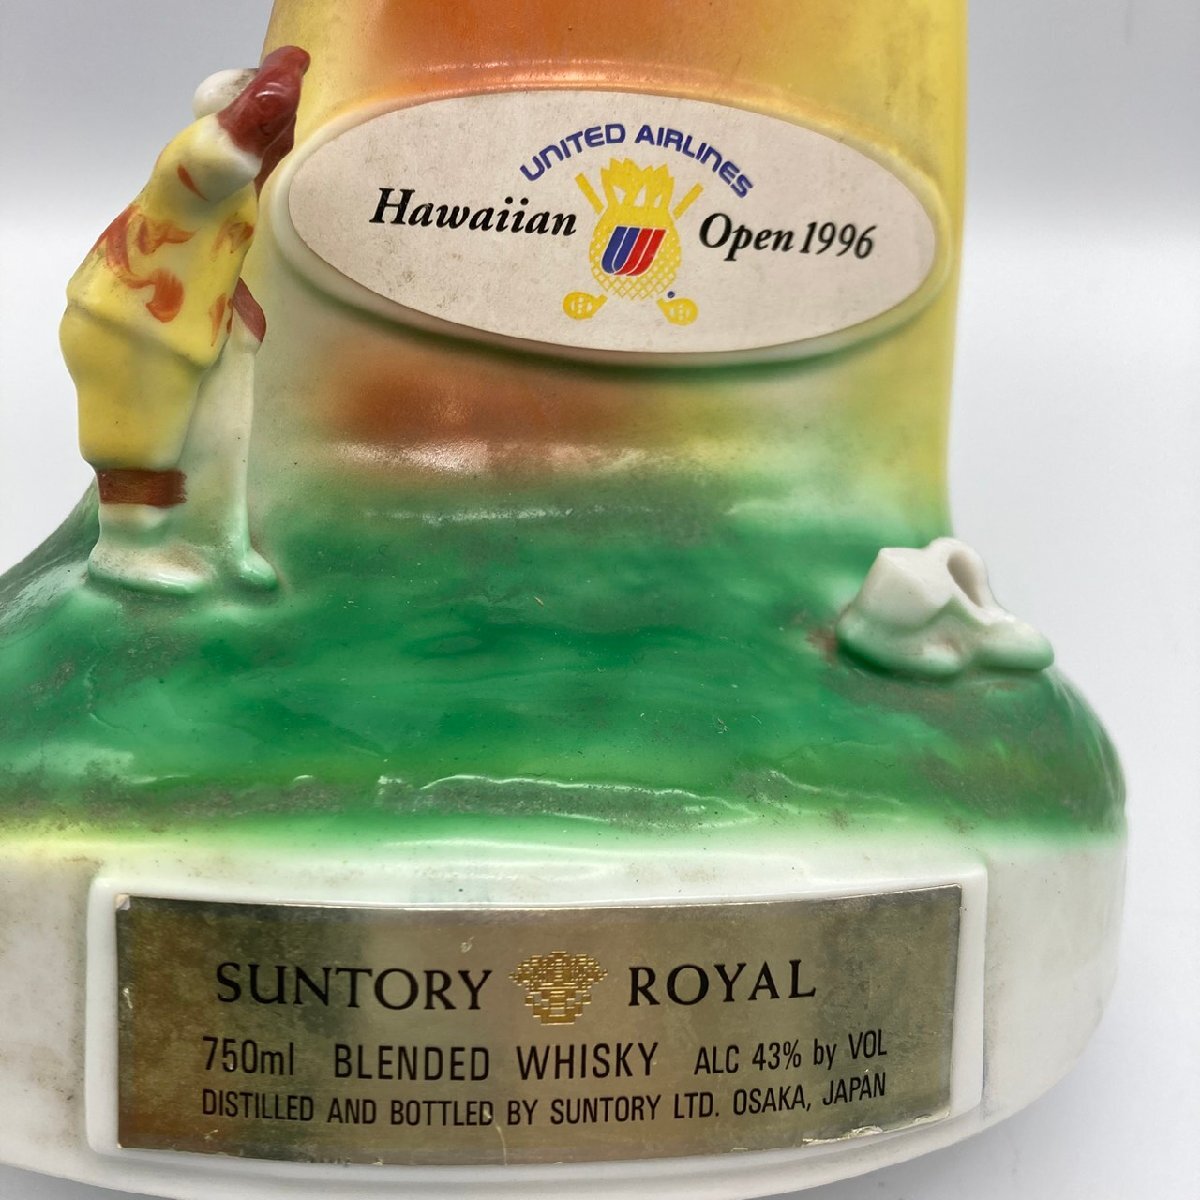 UNITED AIRLINES
Hawaiian Open 1996
SUNTORY ROYAL
750ml BLENDED WHISKY ALC 43% by VOL
DISTILLED AND BOTTLED BY SUNTORY LTD. OSAKA, JAPAN